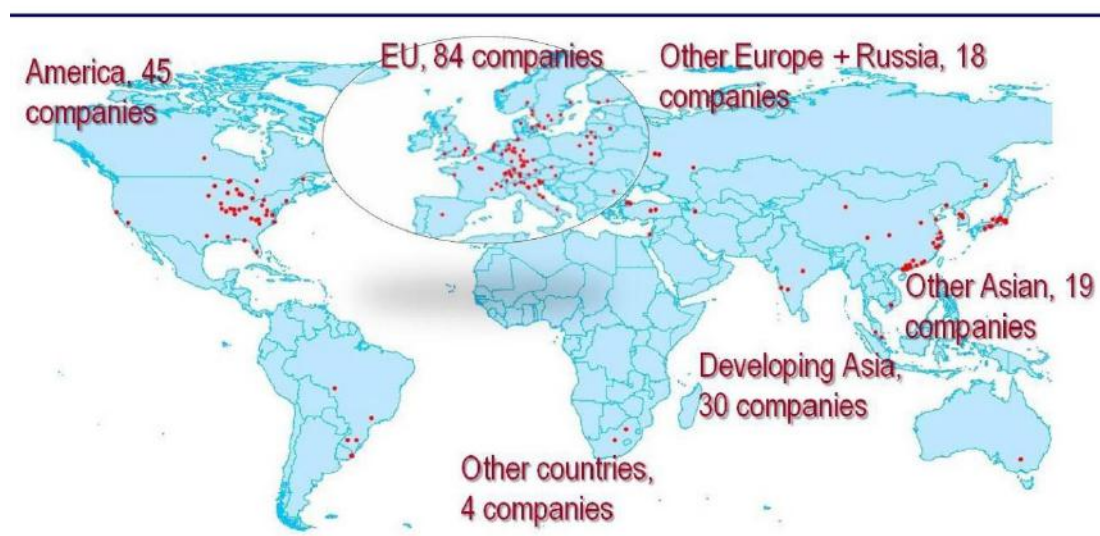 America, 45
companies
EU, 84 companies
Other Europe + Russia, 18
companies
Other Asian, 19
companies
Developing Asia,
30 companies
Other countries,
4 companies